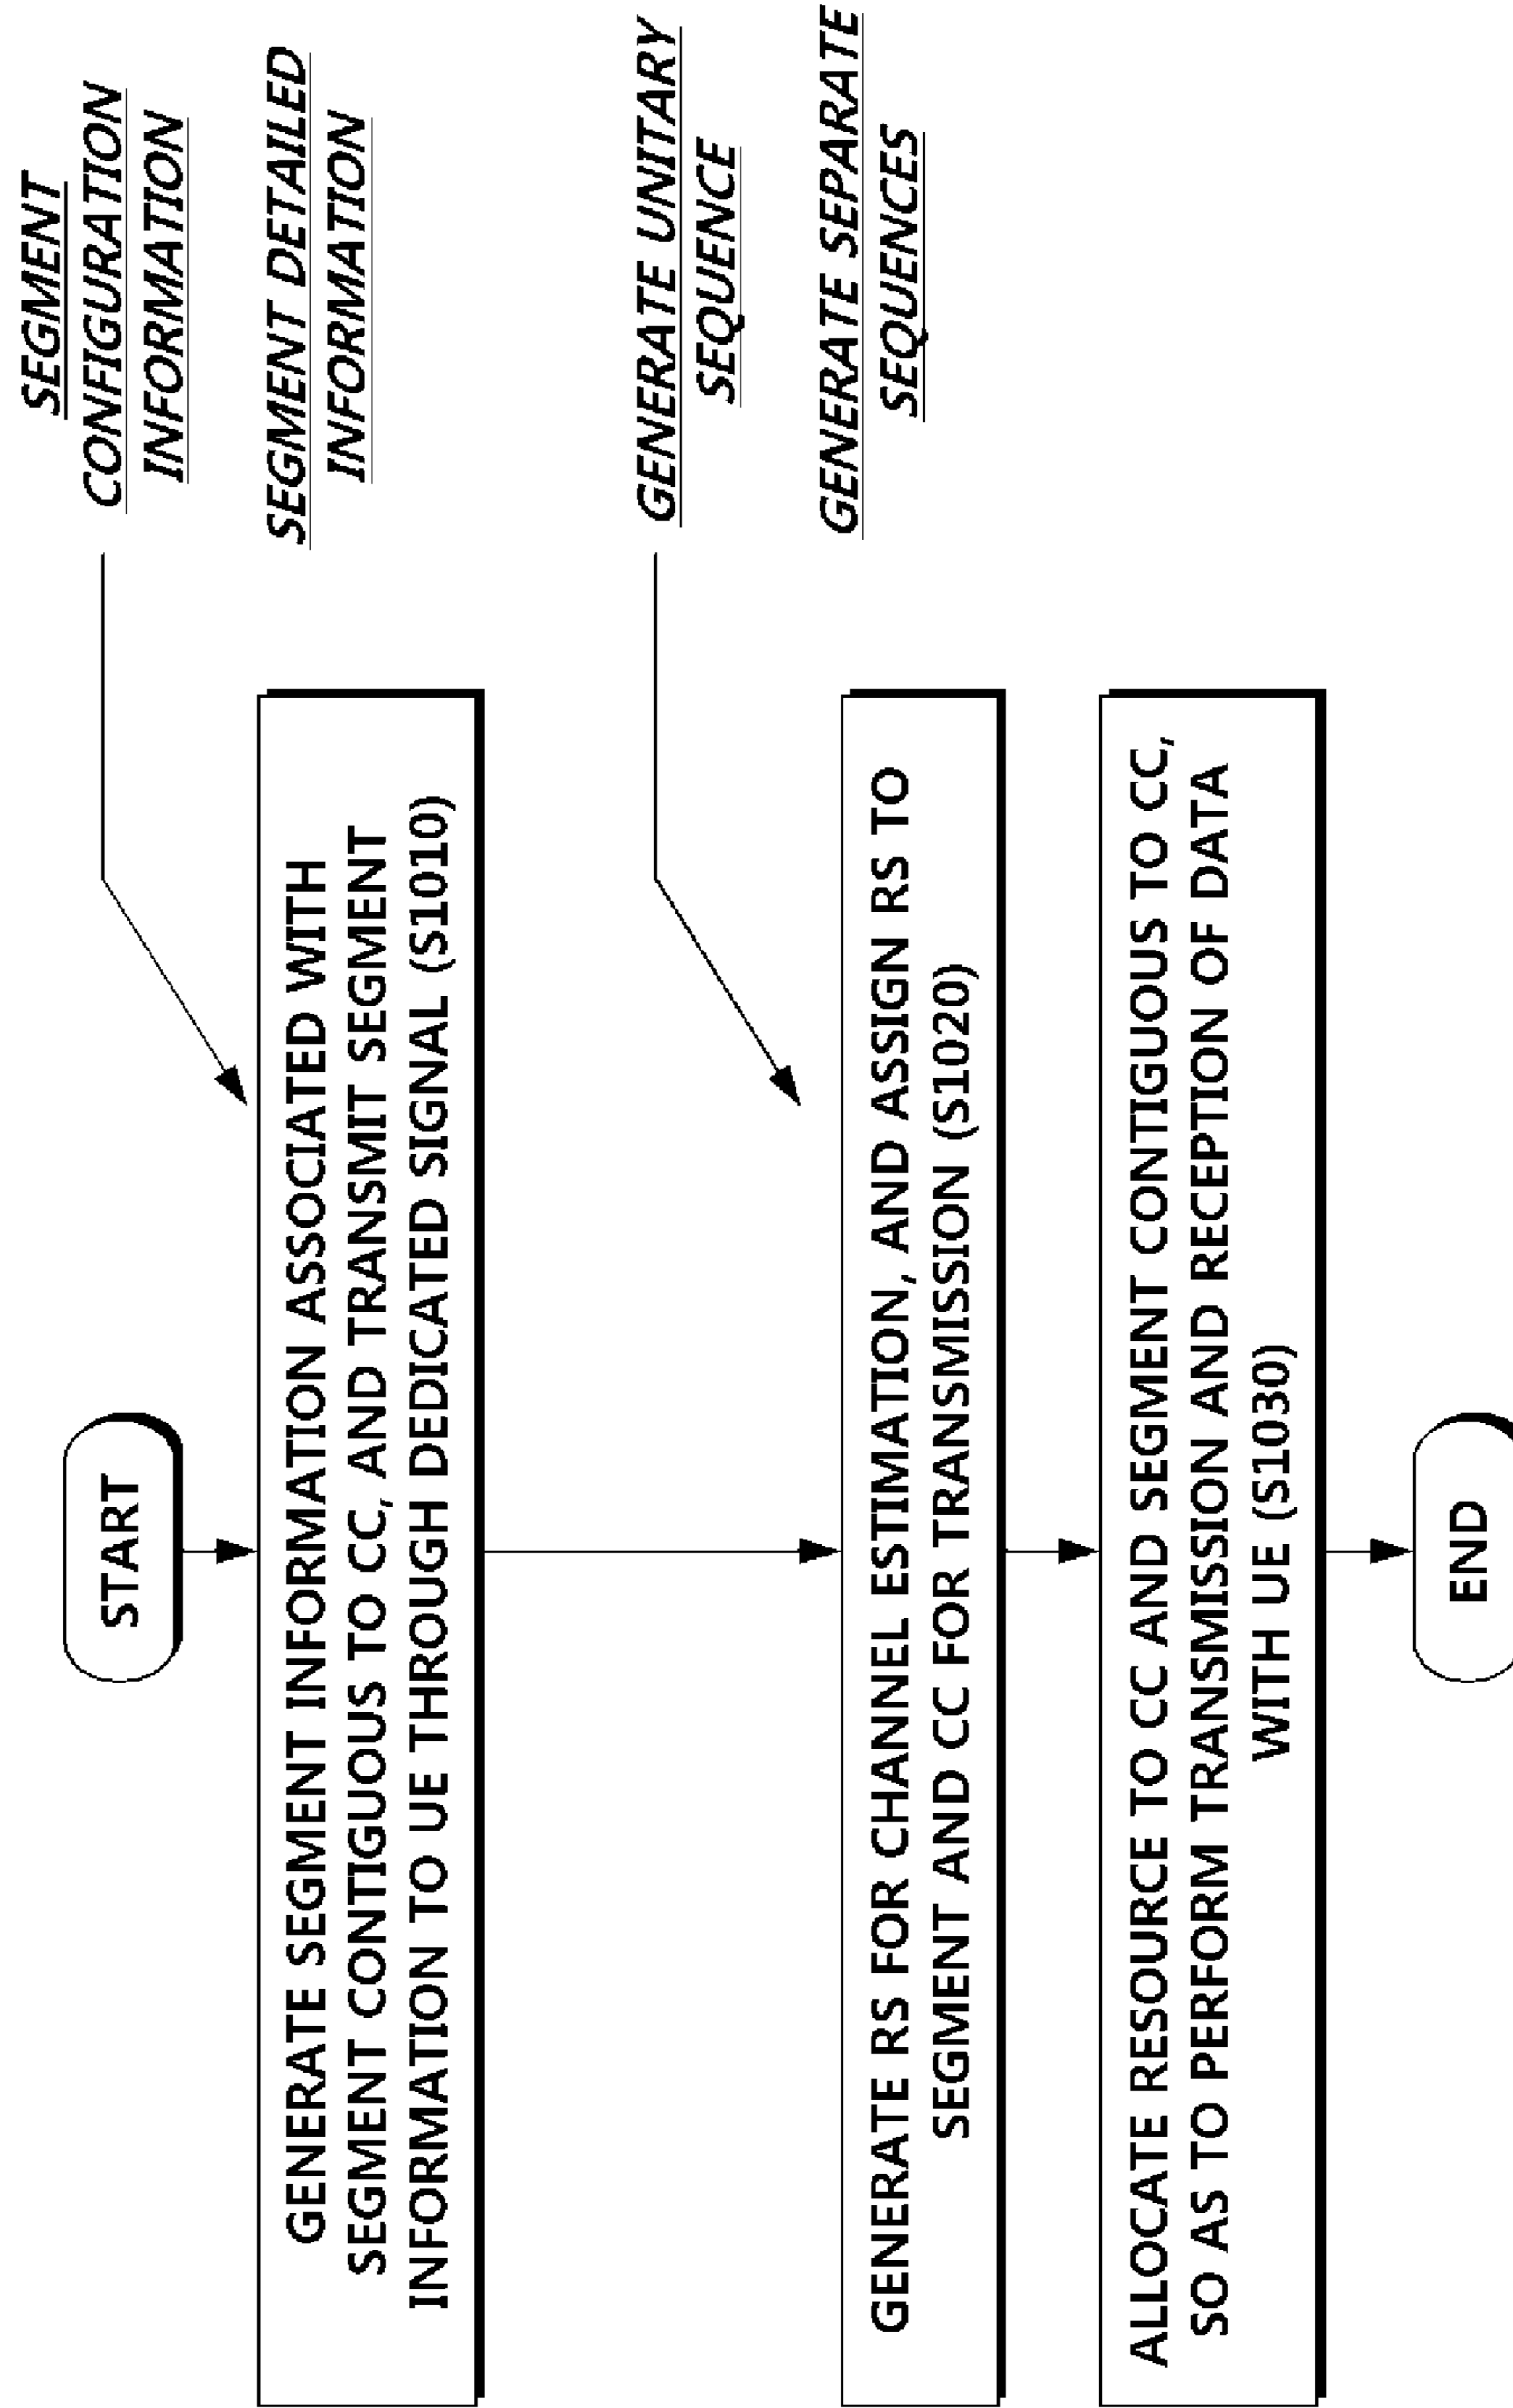 START
GENERATE SEGMENT INFORMATION ASSOCIATED WITH
SEGMENT CONTIGUOUS TO CC, AND TRANSMIT SEGMENT
INFORMATION TO UE THROUGH DEDICATED SIGNAL (S1010)
SEGMENT
CONFIGURATION
INFORMATION
SEGMENT DETAILED
INFORMATION
GENERATE RS FOR CHANNEL ESTIMATION, AND ASSIGN RS TO
SEGMENT AND CC FOR TRANSMISSION (S1020)
GENERATE UNITARY
SEQUENCE
GENERATE SEPARATE
SEQUENCES
ALLOCATE RESOURCE TO CC AND SEGMENT CONTIGUOUS TO CC,
SO AS TO PERFORM TRANSMISSION AND RECEPTION OF DATA
WITH UE (S1030)
END